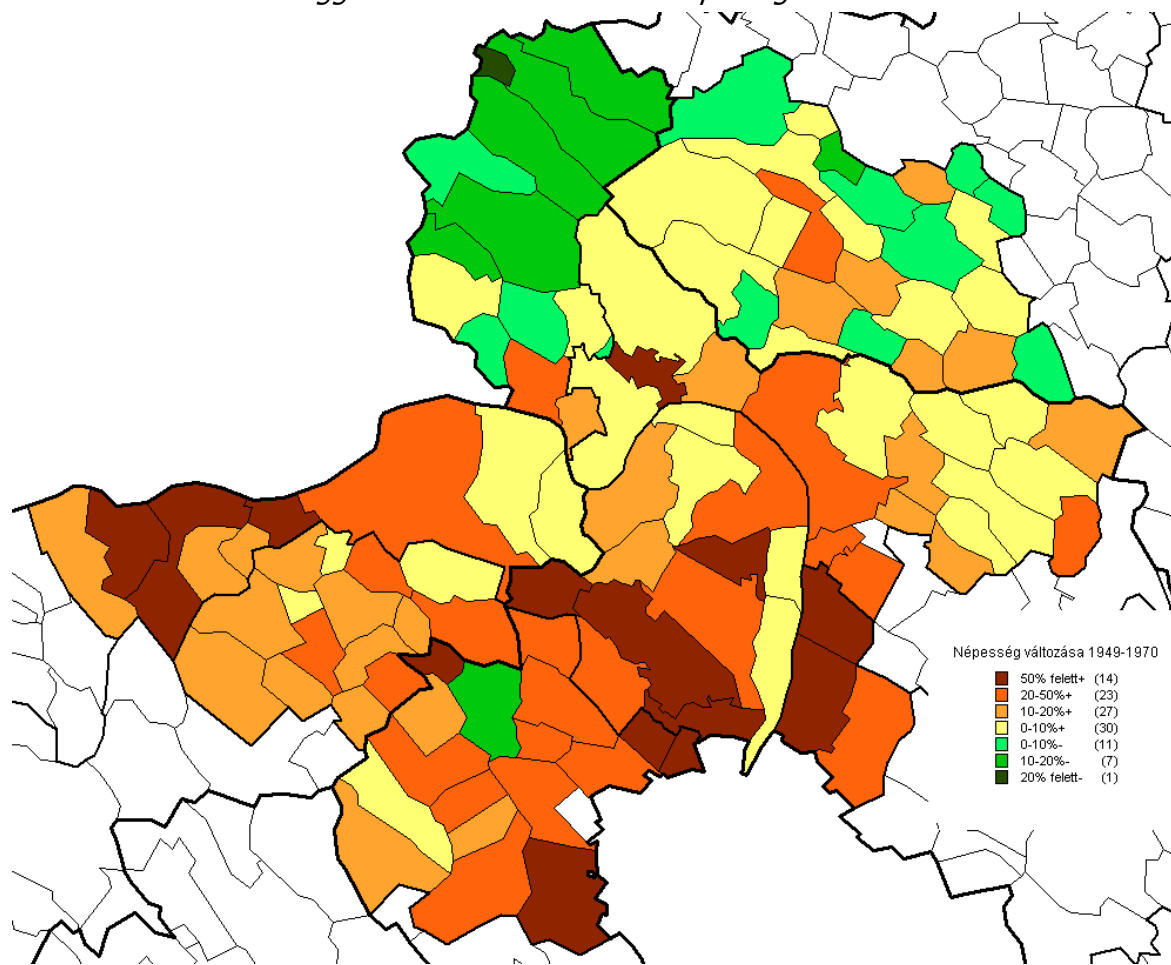 Népesség változása 1949-1970
50% felett+ (14)
20-50%+ (23)
10-20%+ (27)
0-10%+ (30)
0-10%- (11)
10-20%- (7)
20% felett- (1)